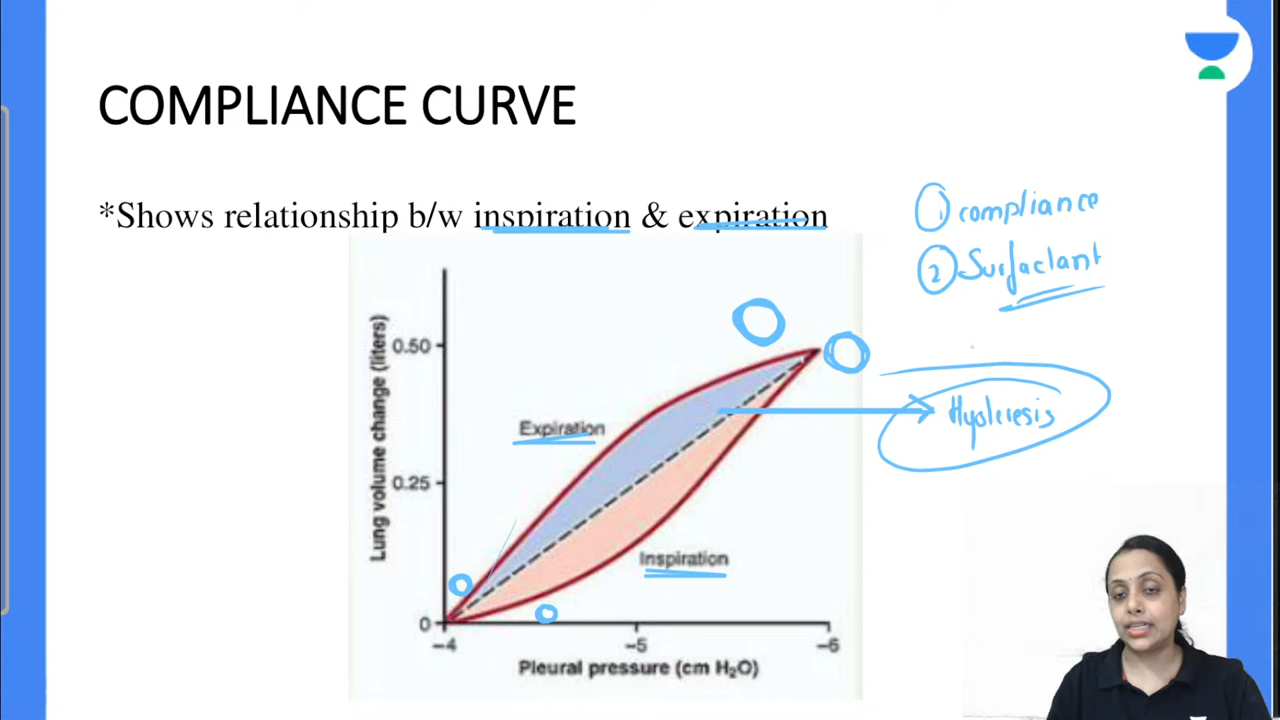 COMPLIANCE CURVE
*Shows relationship b/w inspiration & expiration
① compliance
② Surfactant
Hysteresis
Lung volume change (liters)
0.50
0.25
0
Expiration
Inspiration
–4
–5
–6
Pleural pressure (cm H₂O)